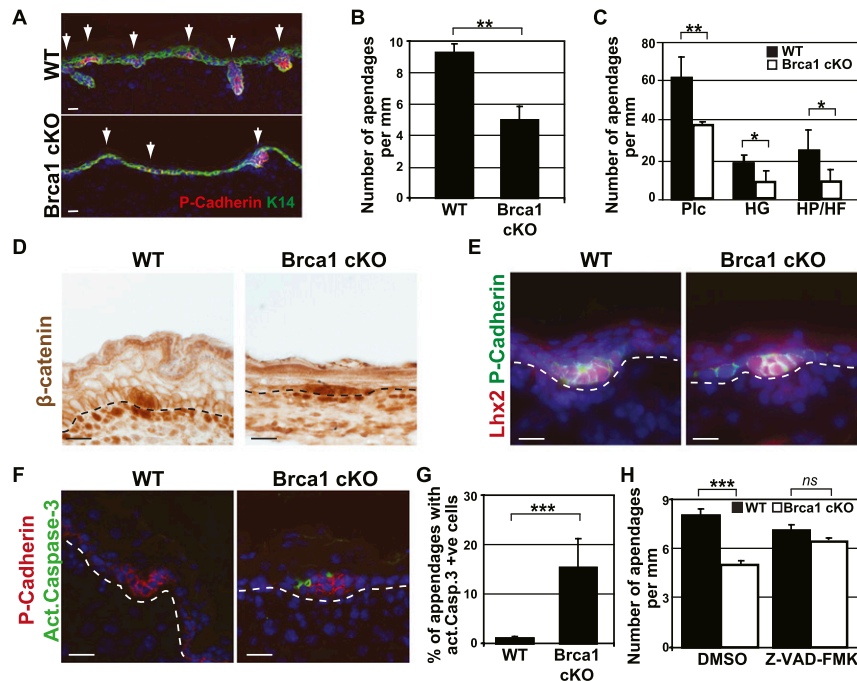 A
WT
Brca1 cKO
P-Cadherin K14
B
Number of apendages
per mm
10
8
6
4
2
0
**
WT
Brca1
cKO
C
Number of apendages
per mm
80
60
40
20
0
**
*
*
WT
Brca1 cKO
Plc
HG
HP/HF
D
WT
Brca1 cKO
β-catenin
E
WT
Brca1 cKO
Lhx2 P-Cadherin
F
WT
Brca1 cKO
P-Cadherin
Act.Caspase-3
G
% of appendages with
act.Casp.3 +ve cells
30
20
10
0
***
WT
Brca1
cKO
H
Number of apendages
per mm
9
6
3
0
***
ns
WT
Brca1 cKO
DMSO
Z-VAD-FMK